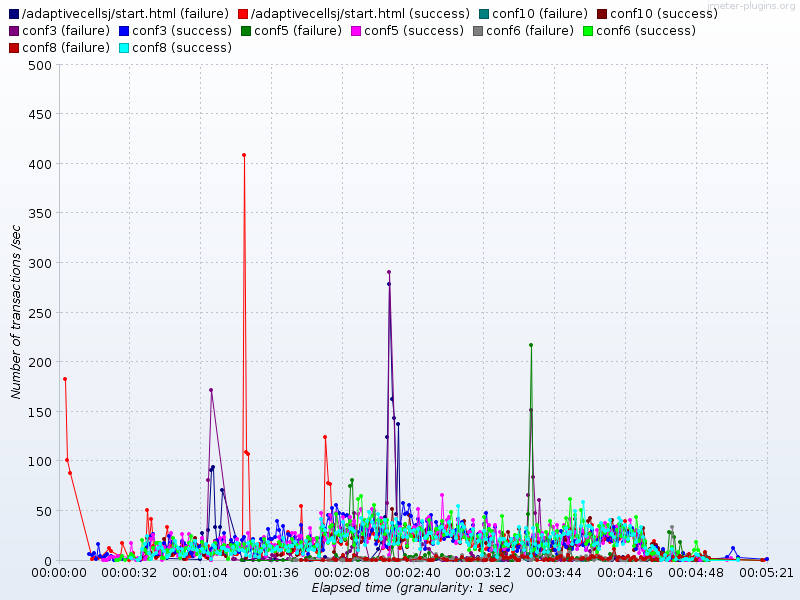 /adaptivecellsj/start.html (failure) /adaptivecellsj/start.html (success) conf10 (failure) conf10 (success)
jmeter-plugins.org
conf3 (failure) conf3 (success) conf5 (failure) conf5 (success) conf6 (failure) conf6 (success)
conf8 (failure) conf8 (success)
500
450
400
350
300
250
200
150
100
50
0
Number of transactions /sec
00:00:00 00:00:32 00:01:04 00:01:36 00:02:08 00:02:40 00:03:12 00:03:44 00:04:16 00:04:48 00:05:21
Elapsed time (granularity: 1 sec)